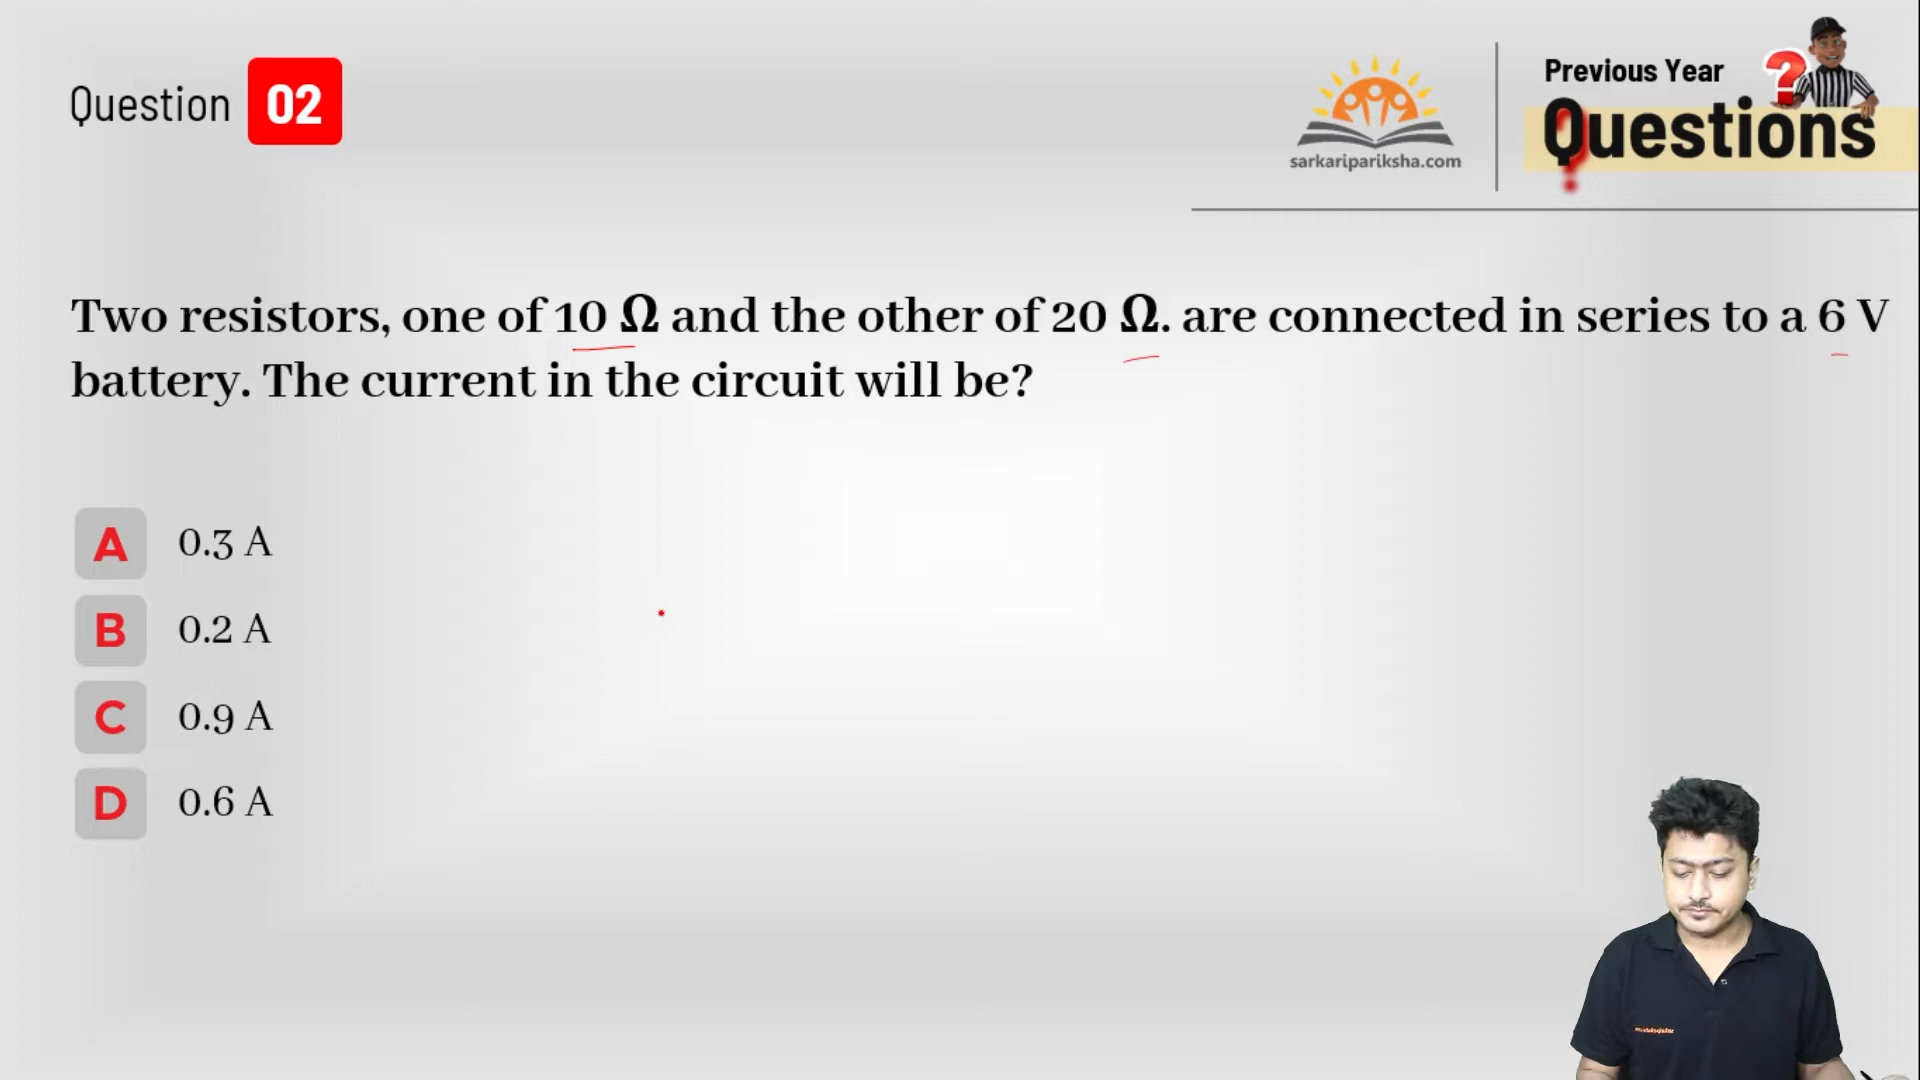 Question 02
sarkaripariksha.com
Previous Year
Questions
Two resistors, one of 10 Ω and the other of 20 Ω. are connected in series to a 6 V
battery. The current in the circuit will be?
A 0.3 A
B 0.2 A
C 0.9 A
D 0.6 A